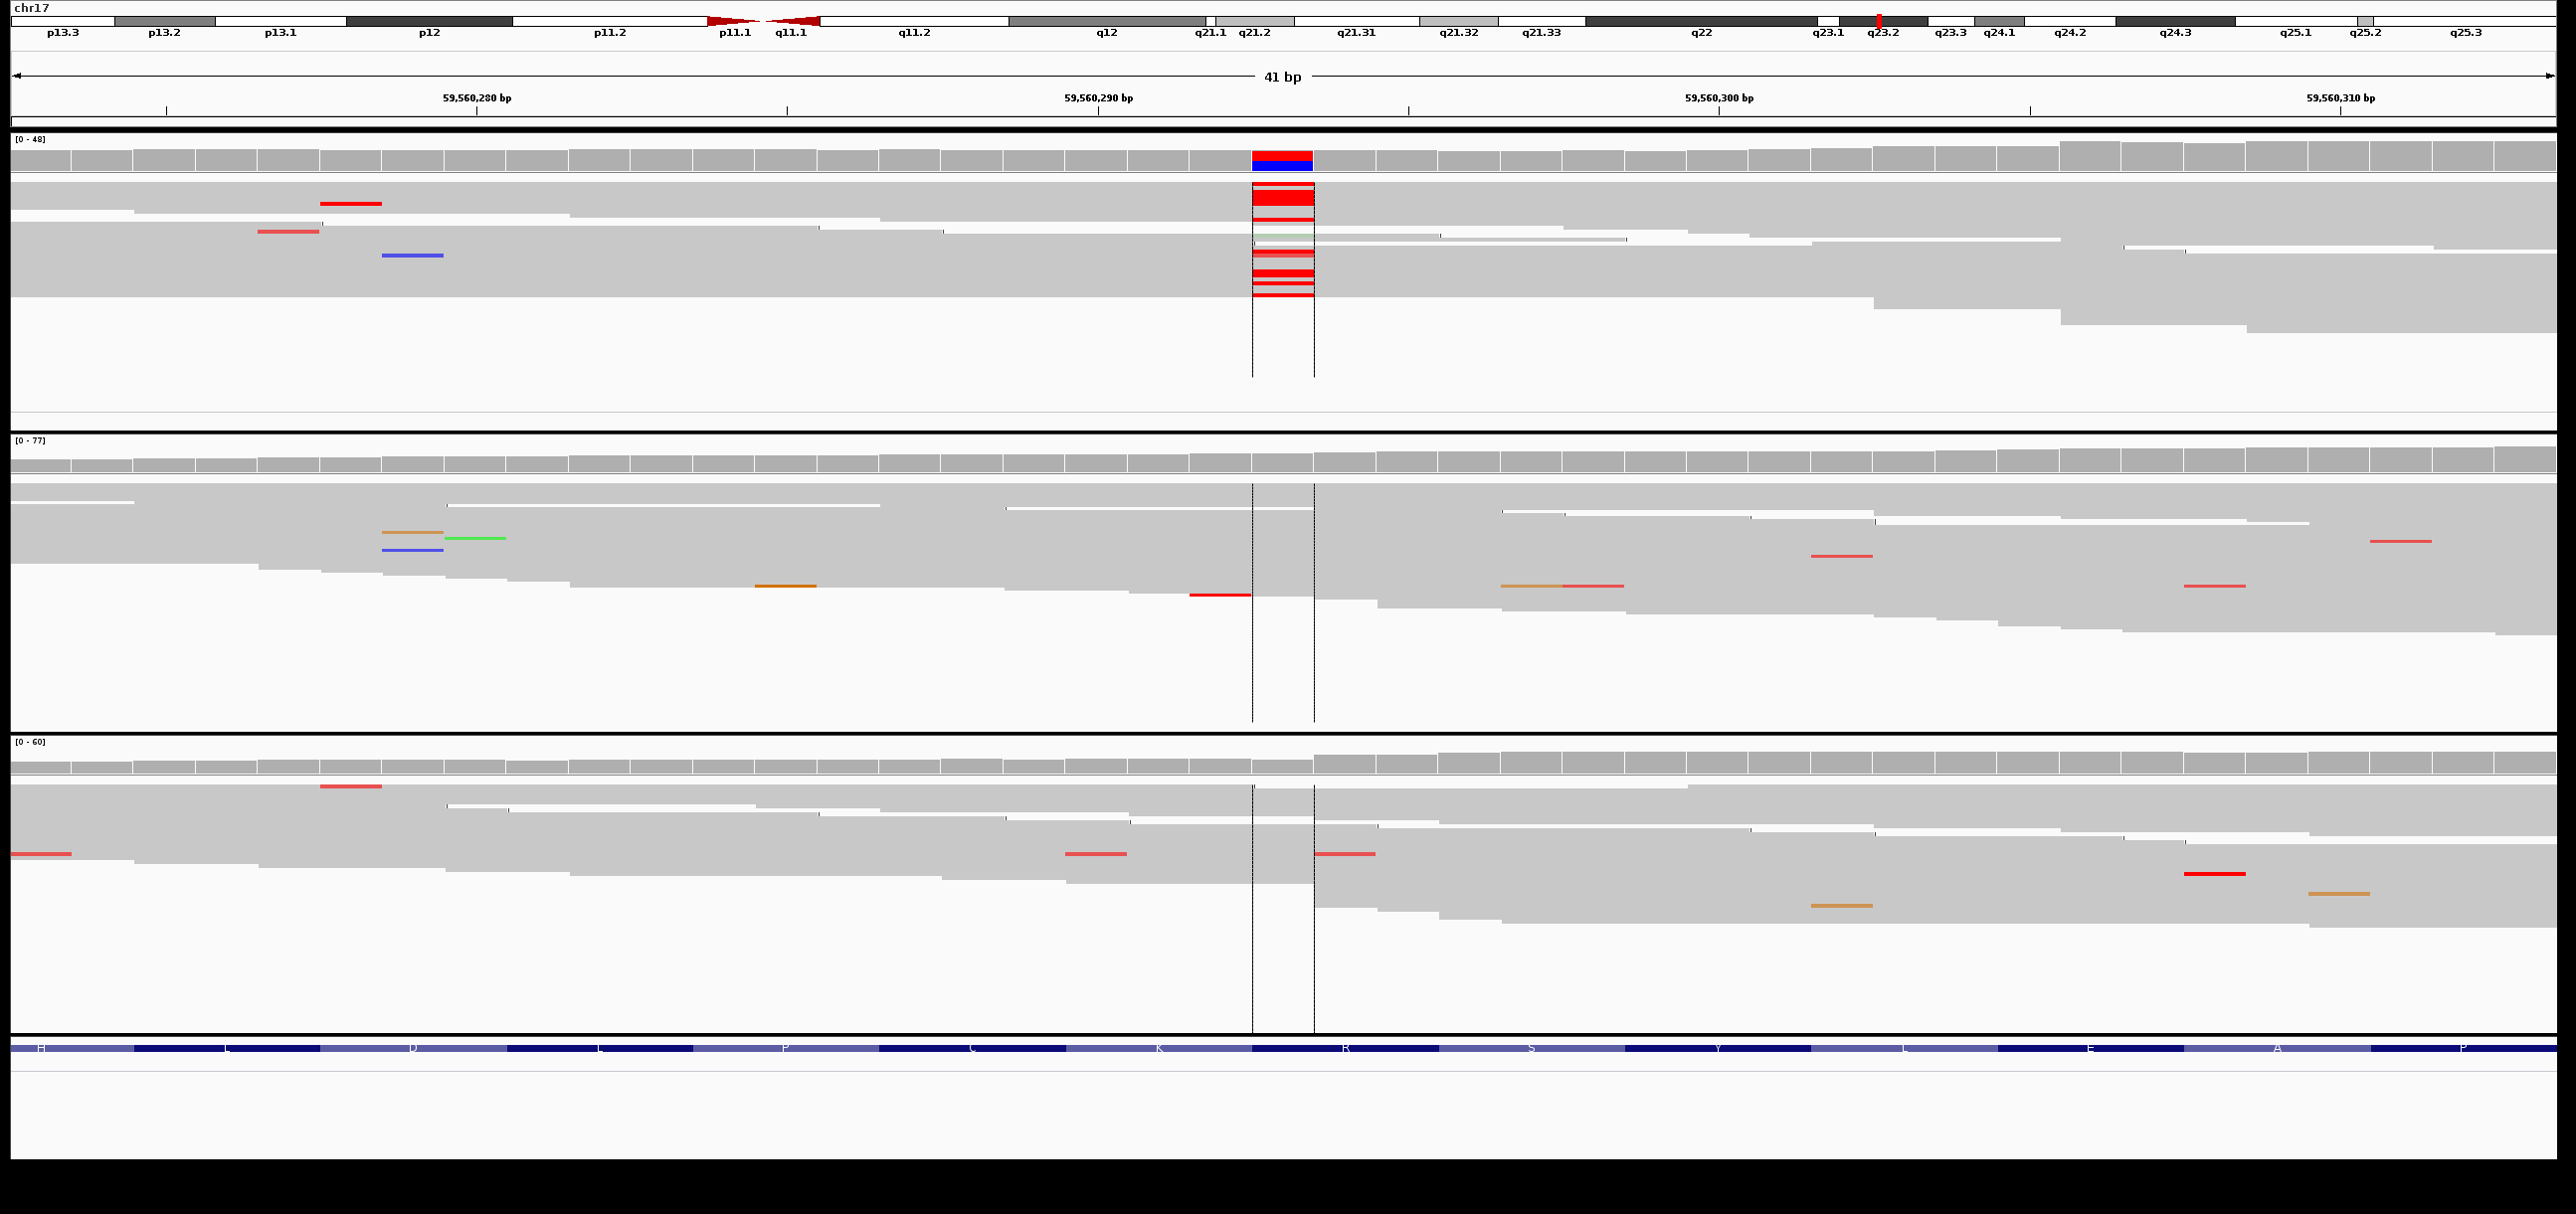 chr17
p13.3 p13.2 p13.1 p12 p11.2 p11.1 q11.1 q11.2 q12 q21.1 q21.2 q21.31 q21.32 q21.33 q22 q23.1 q23.2 q23.3 q24.1 q24.2 q24.3 q25.1 q25.2 q25.3
41 bp
59,560,280 bp 59,560,290 bp 59,560,300 bp 59,560,310 bp
[0 - 48]
[0 - 77]
[0 - 60]
H L D L P C K R S Y L E A P